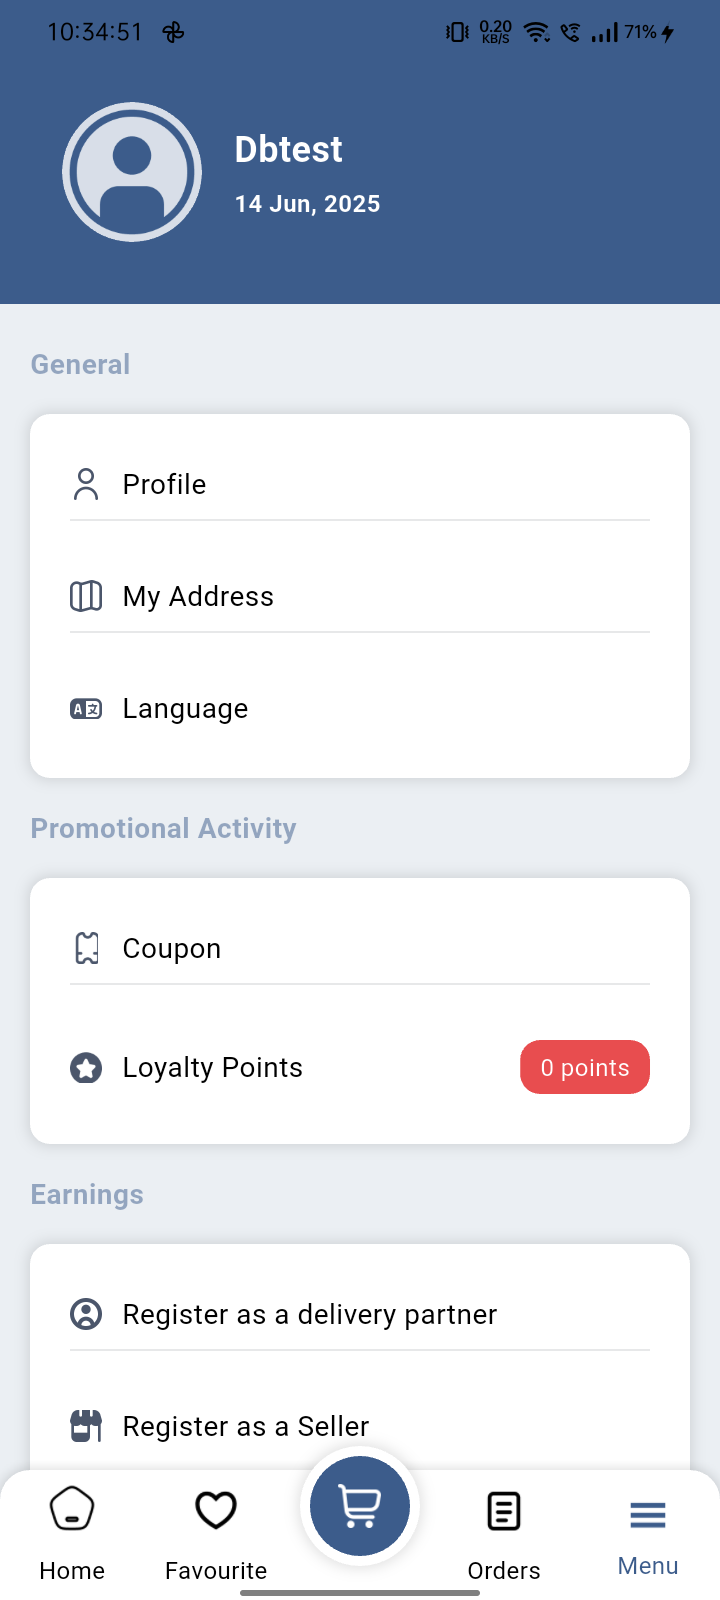 10:34:51
0.20
KB/S
71%
Dbtest
14 Jun, 2025
General
Profile
My Address
A 文
Language
Promotional Activity
Coupon
Loyalty Points
0 points
Earnings
Register as a delivery partner
Register as a Seller
Home
Favourite
Orders
Menu